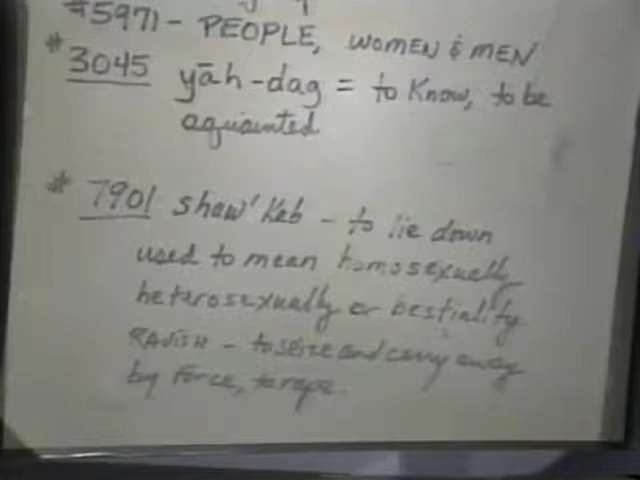 #5971 - PEOPLE, WOMEN & MEN
* 3045 yāh-dag = to Know, to be
aquiainted
* 7901 shaw' Keb - to lie down
used to mean homosexually
heterosexually or bestiality
RAVISH - to seize and carry away
by Force, to rape.